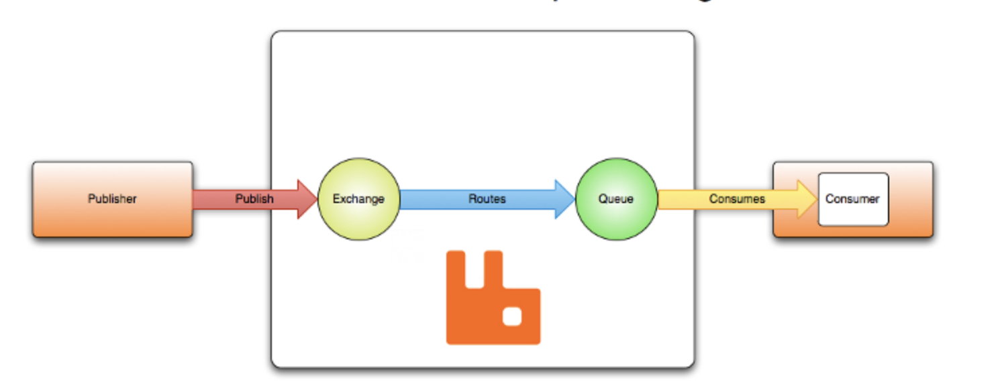 Publisher
Publish
Exchange
Routes
Queue
Consumes
Consumer